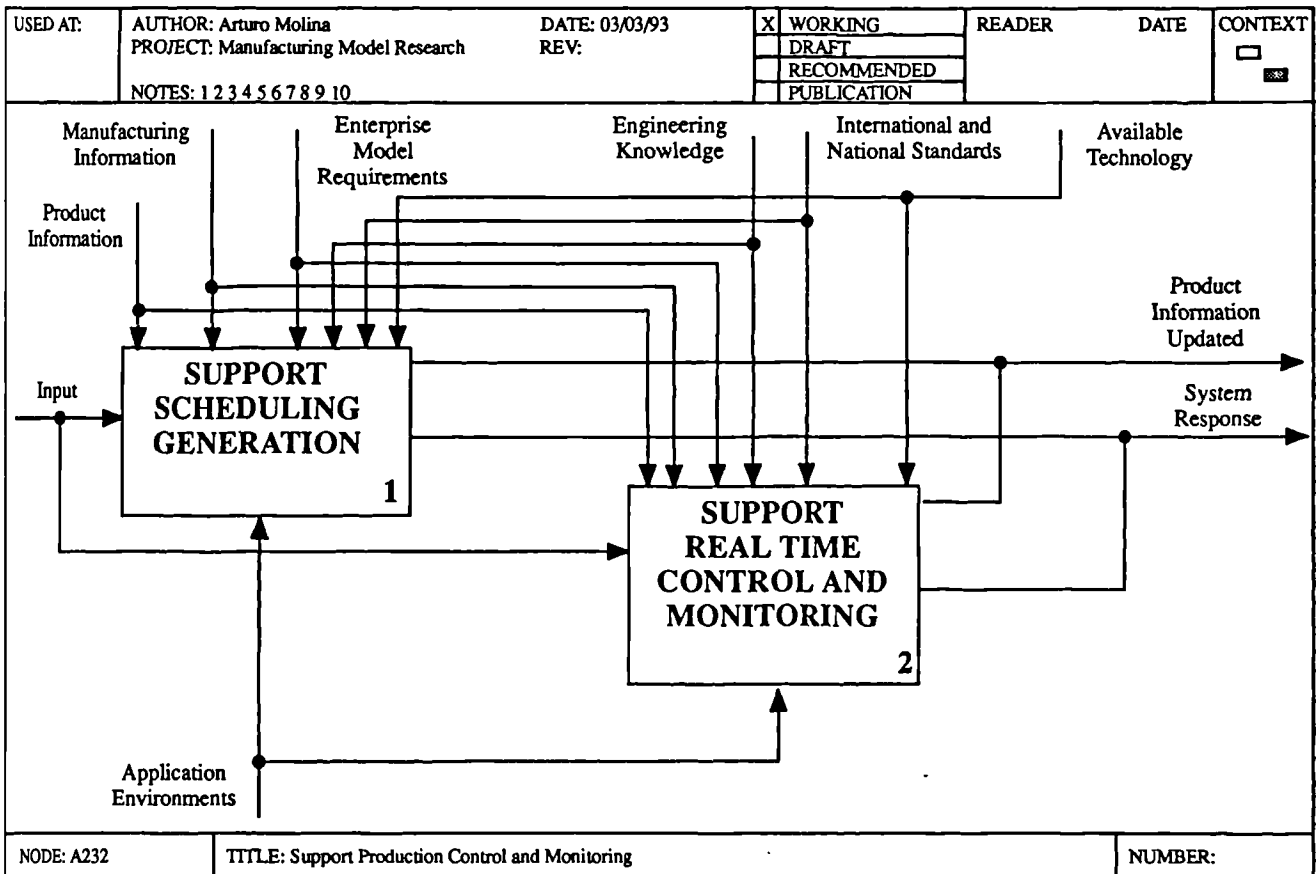 USED AT:
AUTHOR: Arturo Molina
DATE: 03/03/93
PROJECT: Manufacturing Model Research
REV:
NOTES: 1 2 3 4 5 6 7 8 9 10
X WORKING
DRAFT
RECOMMENDED
PUBLICATION
READER DATE
CONTEXT
Manufacturing
Information
Enterprise
Model
Requirements
Engineering
Knowledge
International and
National Standards
Available
Technology
Product
Information
Product
Information
Updated
Input
SUPPORT
SCHEDULING
GENERATION
1
System
Response
SUPPORT
REAL TIME
CONTROL AND
MONITORING
2
Application
Environments
NODE: A232
TITLE: Support Production Control and Monitoring
NUMBER: